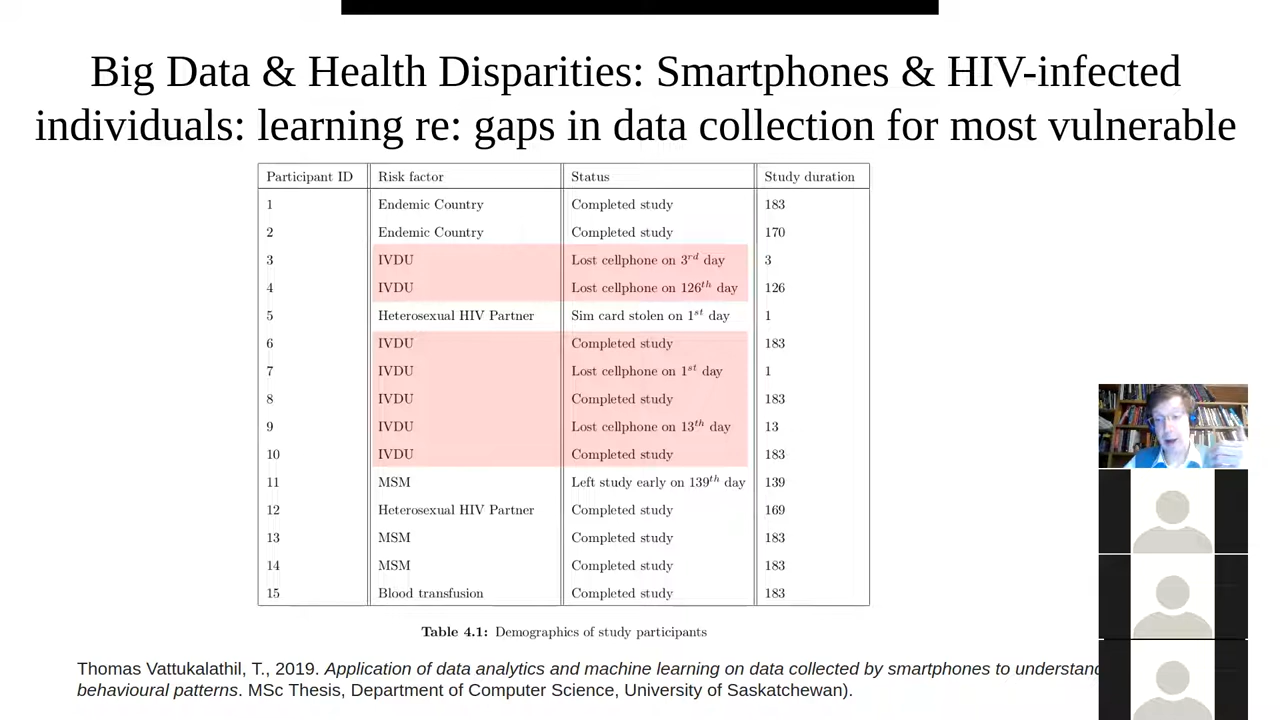 Big Data & Health Disparities: Smartphones & HIV-infected
individuals: learning re: gaps in data collection for most vulnerable
Participant ID Risk factor Status Study duration
1 Endemic Country Completed study 183
2 Endemic Country Completed study 170
3 IVDU Lost cellphone on 3rd day 3
4 IVDU Lost cellphone on 126th day 126
5 Heterosexual HIV Partner Sim card stolen on 1st day 1
6 IVDU Completed study 183
7 IVDU Lost cellphone on 1st day 1
8 IVDU Completed study 183
9 IVDU Lost cellphone on 13th day 13
10 IVDU Completed study 183
11 MSM Left study early on 139th day 139
12 Heterosexual HIV Partner Completed study 169
13 MSM Completed study 183
14 MSM Completed study 183
15 Blood transfusion Completed study 183
Table 4.1: Demographics of study participants
Thomas Vattukalathil, T., 2019. Application of data analytics and machine learning on data collected by smartphones to understand
behavioural patterns. MSc Thesis, Department of Computer Science, University of Saskatchewan).